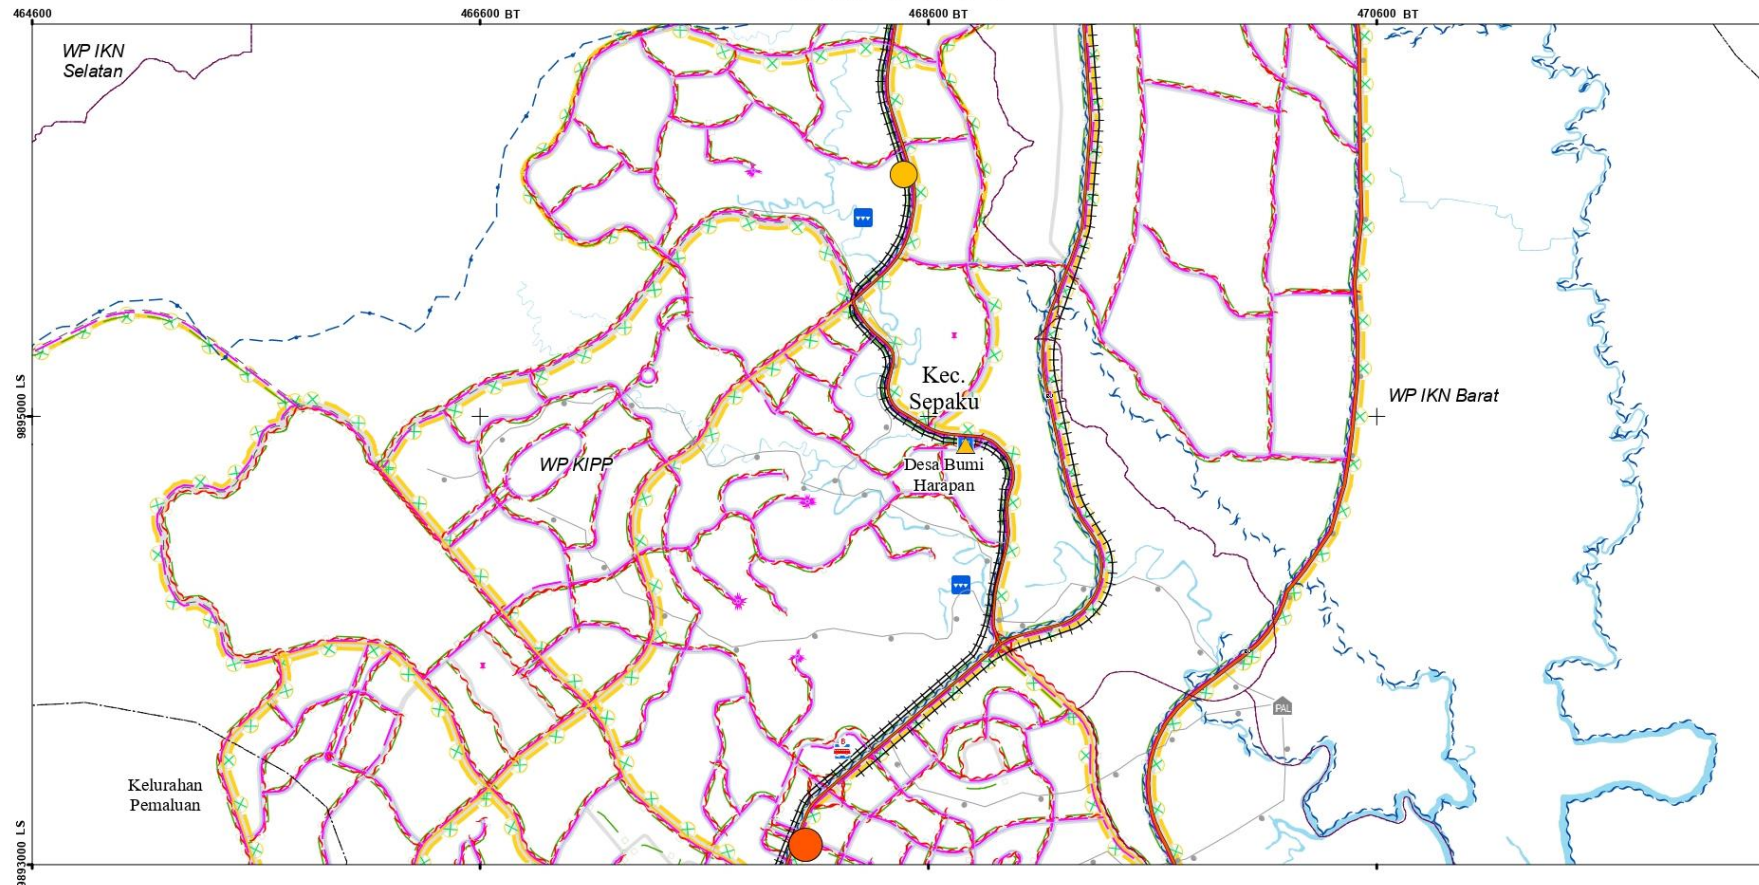 464600
466600 BT
468600 BT
470600 BT
WP IKN
Selatan
9895000 LS
Kec.
Sepaku
WP IKN Barat
WP KIPP
Desa Bumi
Harapan
PAL
Kelurahan
Pemaluan
9893000 LS